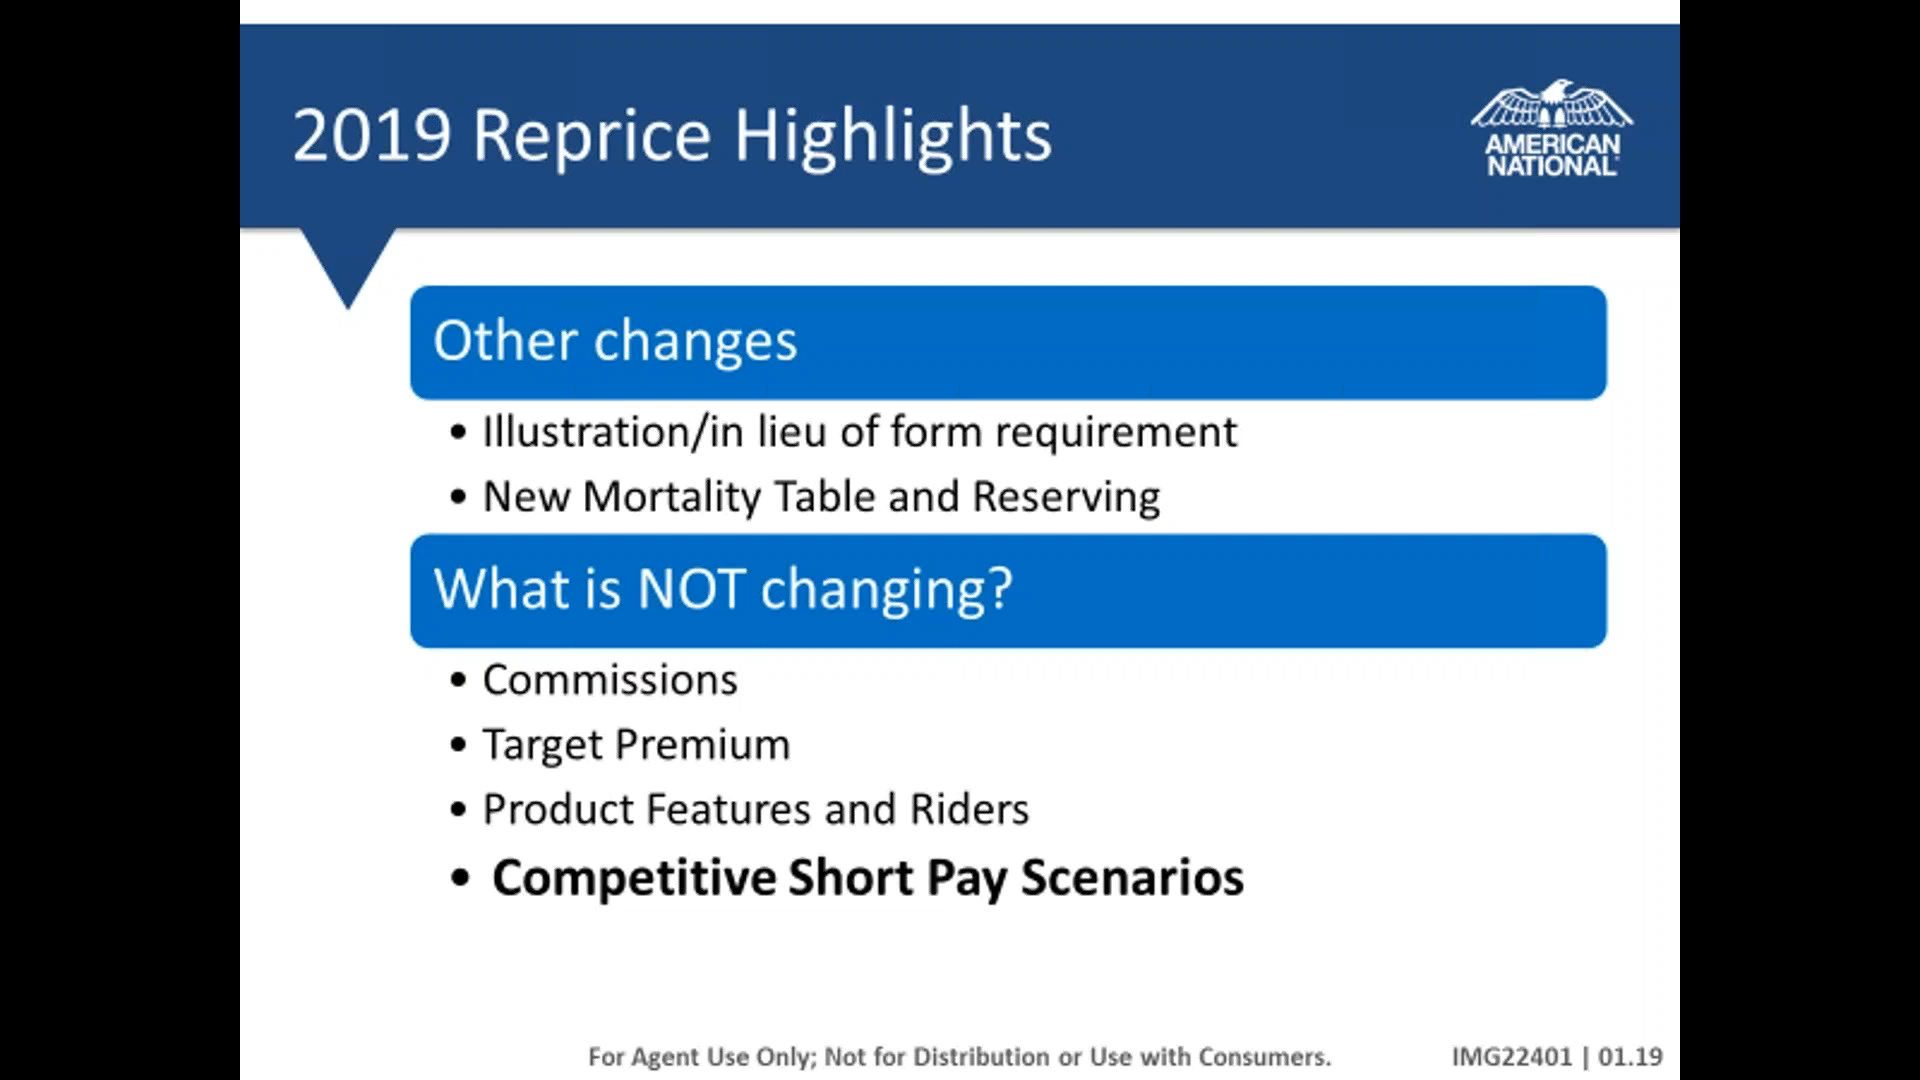 2019 Reprice Highlights
AMERICAN
NATIONAL
Other changes
• Illustration/in lieu of form requirement
• New Mortality Table and Reserving
What is NOT changing?
• Commissions
• Target Premium
• Product Features and Riders
• Competitive Short Pay Scenarios
For Agent Use Only; Not for Distribution or Use with Consumers.
IMG22401 | 01.19